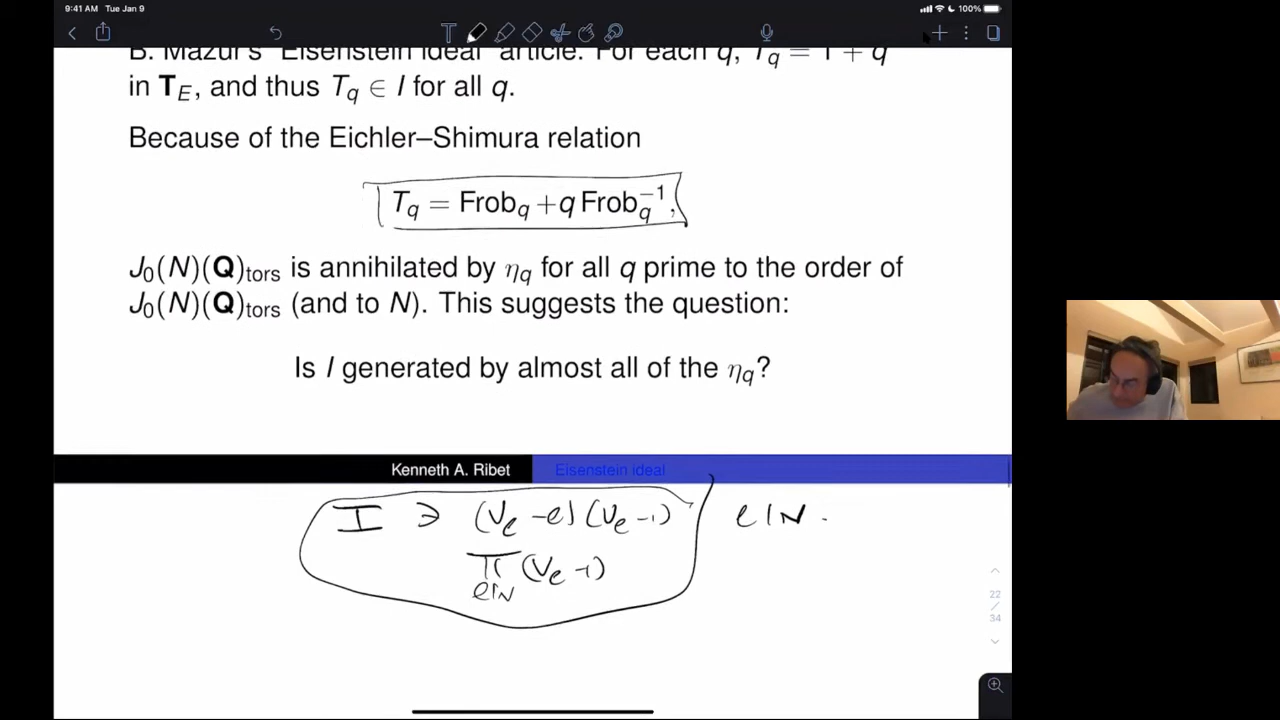 9:41 AM Tue Jan 9
100%
B. Mazur's "Eisenstein ideal" article. For each q, T_q = 1 + q
in T_E, and thus T_q ∈ I for all q.
Because of the Eichler–Shimura relation
T_q = Frob_q + q Frob_q^{-1},
J_0(N)(Q)_tors is annihilated by η_q for all q prime to the order of
J_0(N)(Q)_tors (and to N). This suggests the question:
Is I generated by almost all of the η_q?
Kenneth A. Ribet Eisenstein ideal
I ∋ (U_ℓ - ℓ)(U_ℓ - 1) ℓ|N.
∏_{ℓ|N} (U_ℓ - 1)
22
/
34